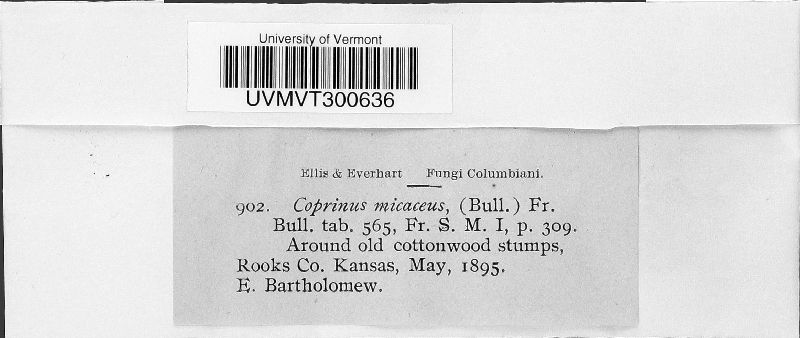 University of Vermont
UVMVT300636
Ellis & Everhart Fungi Columbiani.
902. Coprinus micaceus, (Bull.) Fr.
Bull. tab. 565, Fr. S. M. I, p. 309.
Around old cottonwood stumps,
Rooks Co. Kansas, May, 1895.
E. Bartholomew.